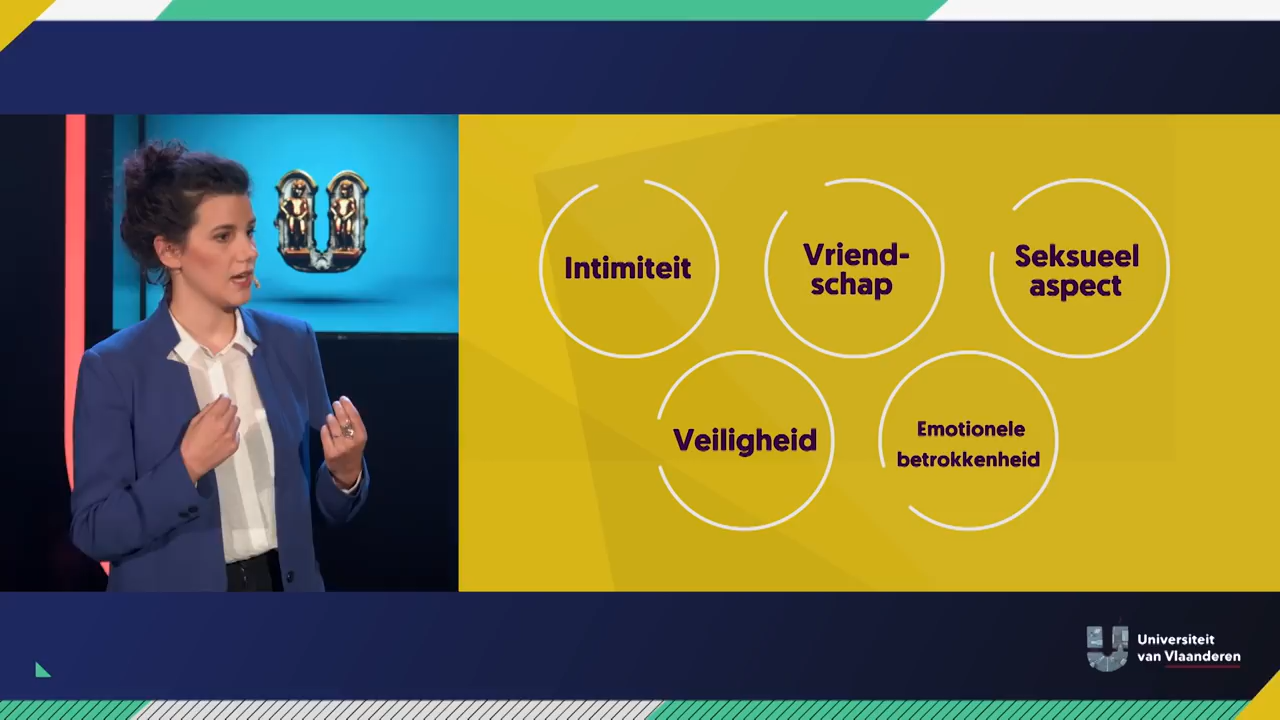 Intimiteit
Vriend-
schap
Seksueel
aspect
Veiligheid
Emotionele
betrokkenheid
Universiteit
van Vlaanderen